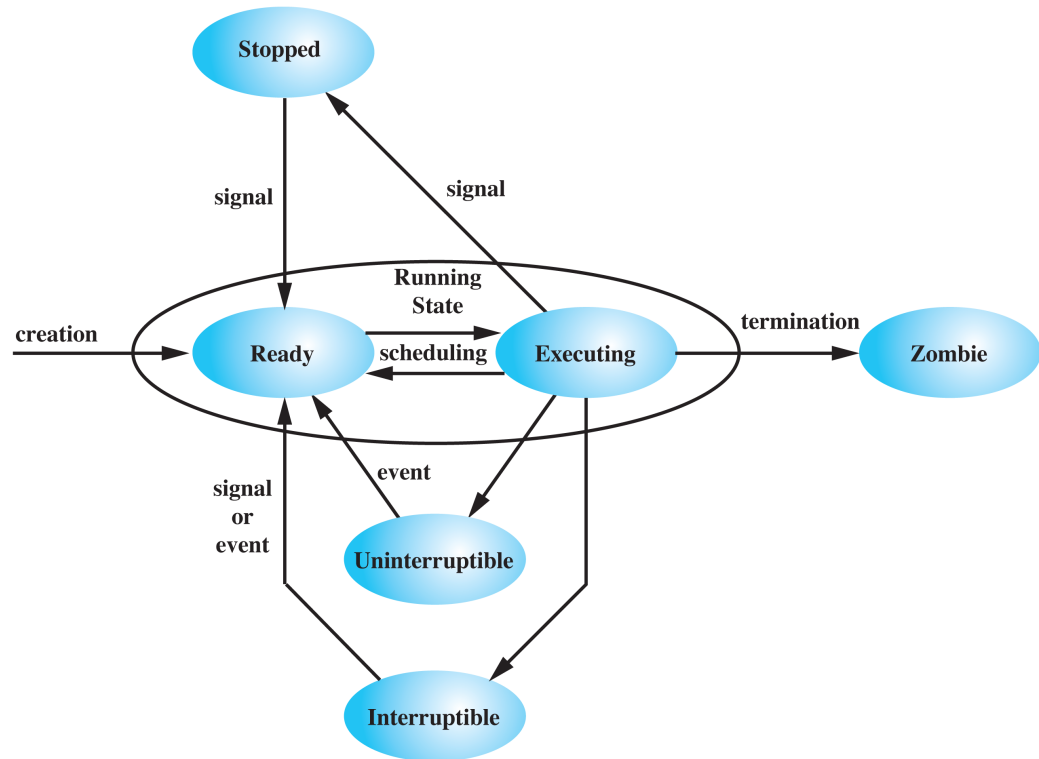 Stopped
signal
signal
Running
State
creation
Ready
scheduling
Executing
termination
Zombie
event
signal
or
event
Uninterruptible
Interruptible